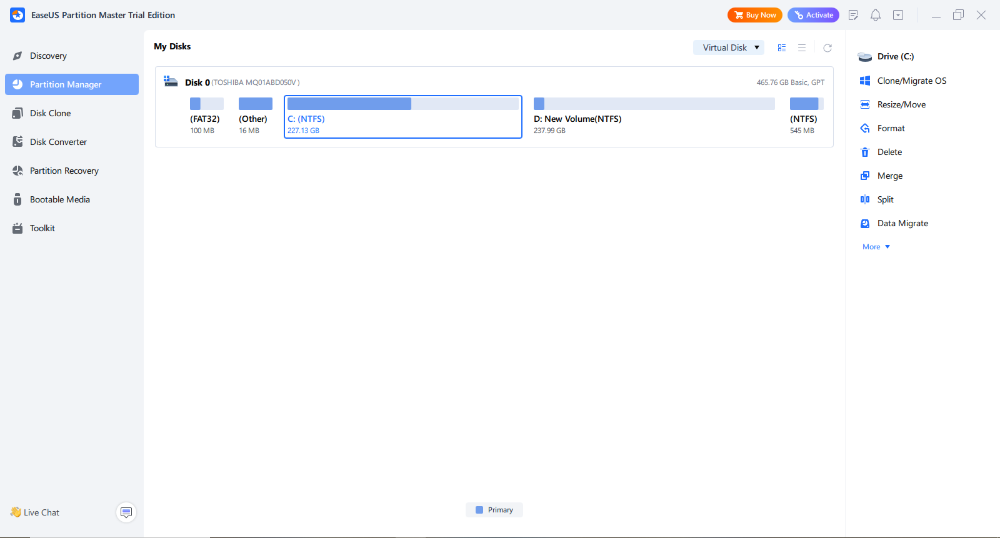 EaseUS Partition Master Trial Edition
Buy Now
Activate
Discovery
Partition Manager
Disk Clone
Disk Converter
Partition Recovery
Bootable Media
Toolkit
Live Chat
My Disks
Virtual Disk
Disk 0 (TOSHIBA MQ01ABD050V )
465.76 GB Basic, GPT
(FAT32)
100 MB
(Other)
16 MB
C: (NTFS)
227.13 GB
D: New Volume(NTFS)
237.99 GB
(NTFS)
545 MB
Primary
Drive (C:)
Clone/Migrate OS
Resize/Move
Format
Delete
Merge
Split
Data Migrate
More